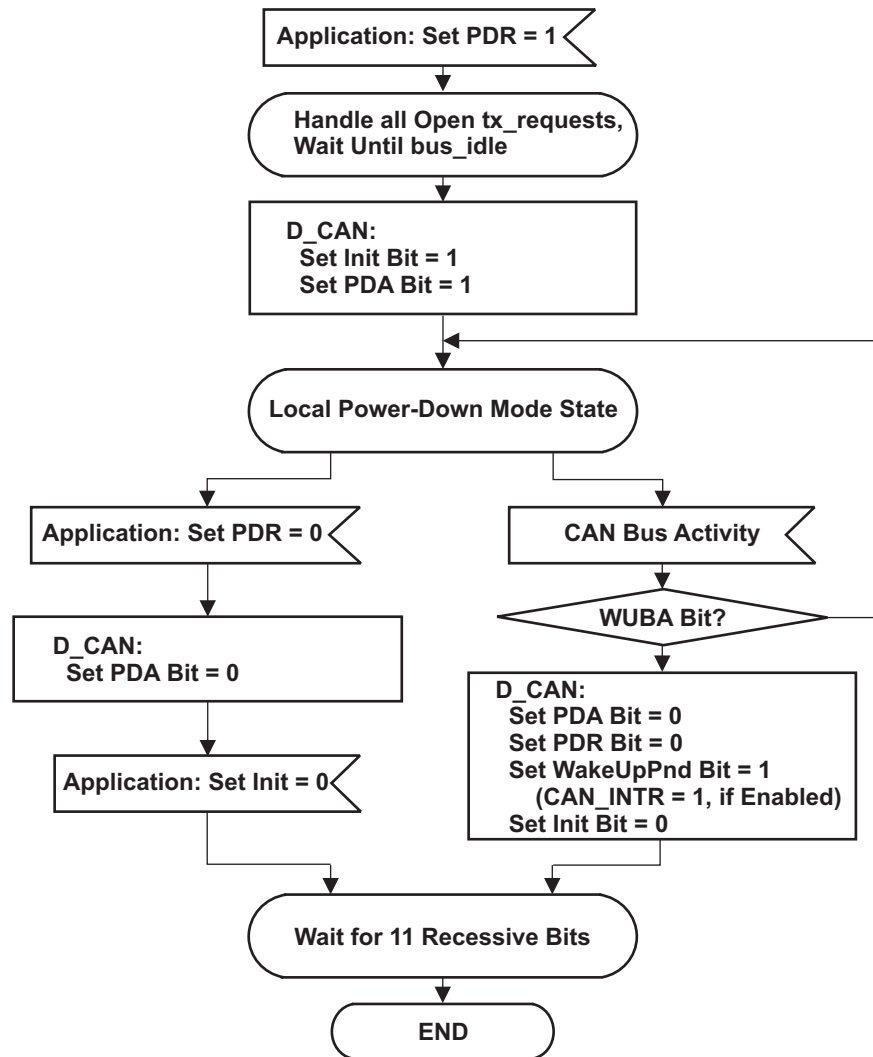 Application: Set PDR = 1
Handle all Open tx_requests,
Wait Until bus_idle
D_CAN:
Set Init Bit = 1
Set PDA Bit = 1
Local Power-Down Mode State
Application: Set PDR = 0
CAN Bus Activity
WUBA Bit?
D_CAN:
Set PDA Bit = 0
D_CAN:
Set PDA Bit = 0
Set PDR Bit = 0
Set WakeUpPnd Bit = 1
(CAN_INTR = 1, if Enabled)
Set Init Bit = 0
Application: Set Init = 0
Wait for 11 Recessive Bits
END